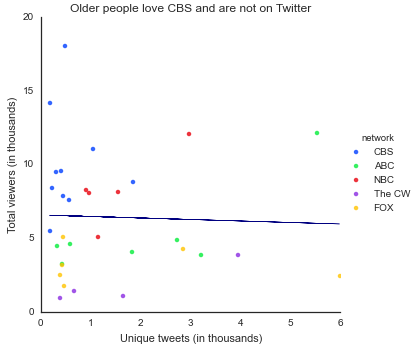 Older people love CBS and are not on Twitter
20
15
10
5
0
0 1 2 3 4 5 6
Total viewers (in thousands)
Unique tweets (in thousands)
network
CBS
ABC
NBC
The CW
FOX